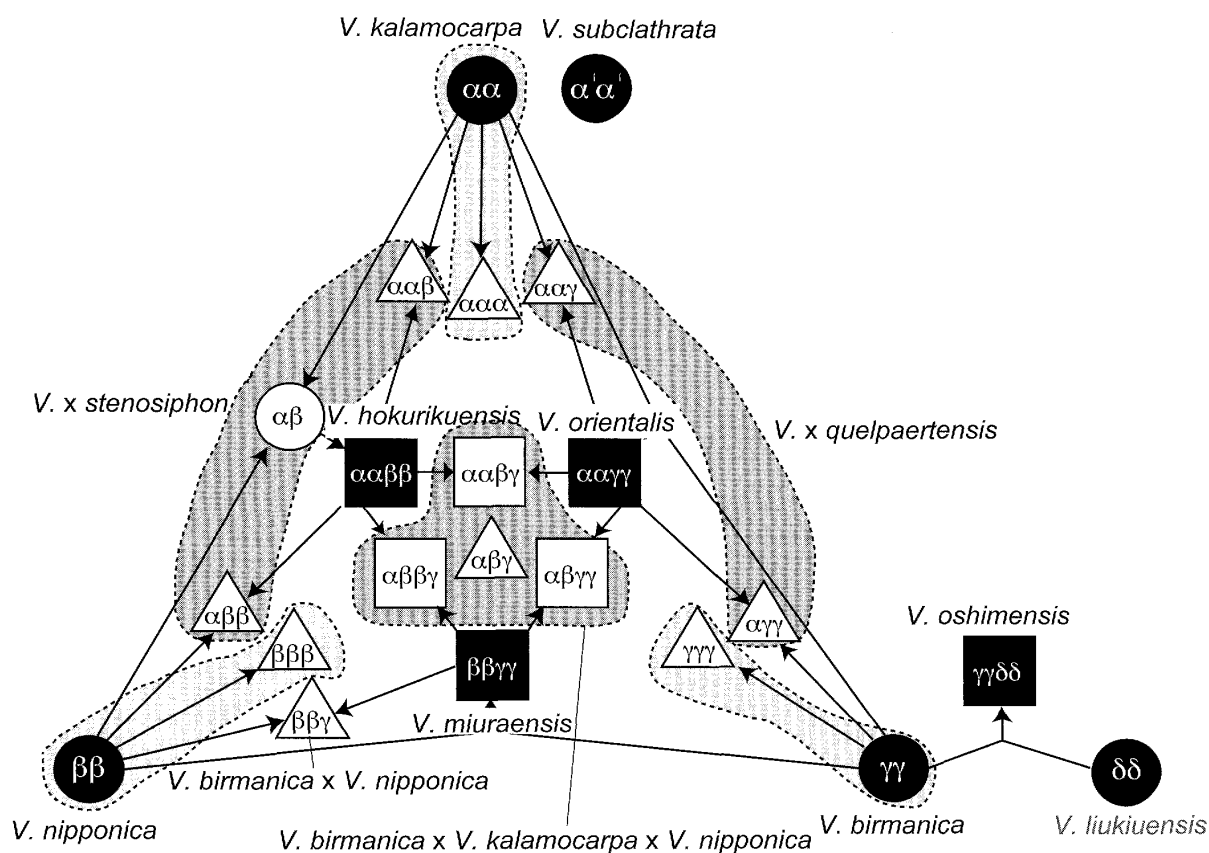 V. kalamocarpa V. subclathrata
αα α'α'
ααβ ααα ααγ
V. x stenosiphon αβ V. hokurikuensis V. orientalis V. x quelpaertensis
ααββ ααβγ ααγγ
αββγ αβγ αβγγ
αββ αγγ V. oshimensis
βββ ββγγ γγγ γγδδ
ββγ V. miuraensis
ββ γγ δδ
V. birmanica x V. nipponica
V. nipponica V. birmanica x V. kalamocarpa x V. nipponica V. birmanica V. liukiuensis